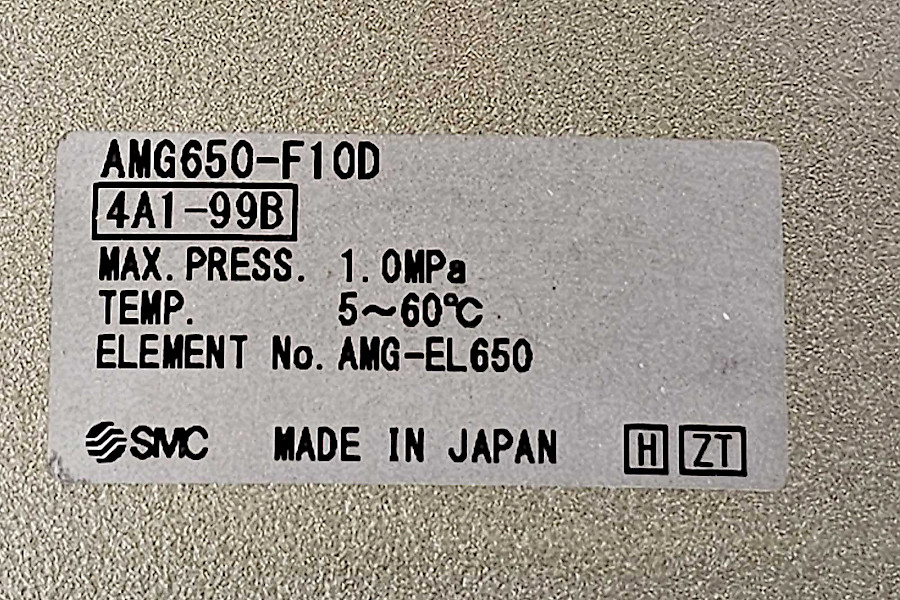 AMG650-F10D
4A1-99B
MAX. PRESS. 1.0MPa
TEMP. 5～60℃
ELEMENT No. AMG-EL650
SMC MADE IN JAPAN H ZT